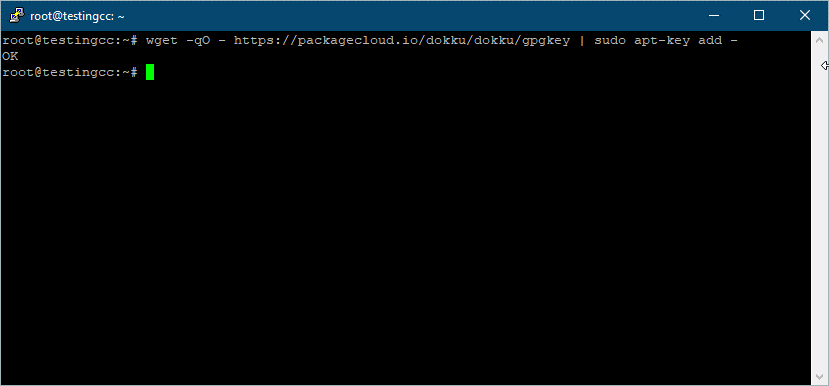 root@testingcc: ~
root@testingcc:~# wget -qO - https://packagecloud.io/dokku/dokku/gpgkey | sudo apt-key add -
OK
root@testingcc:~#